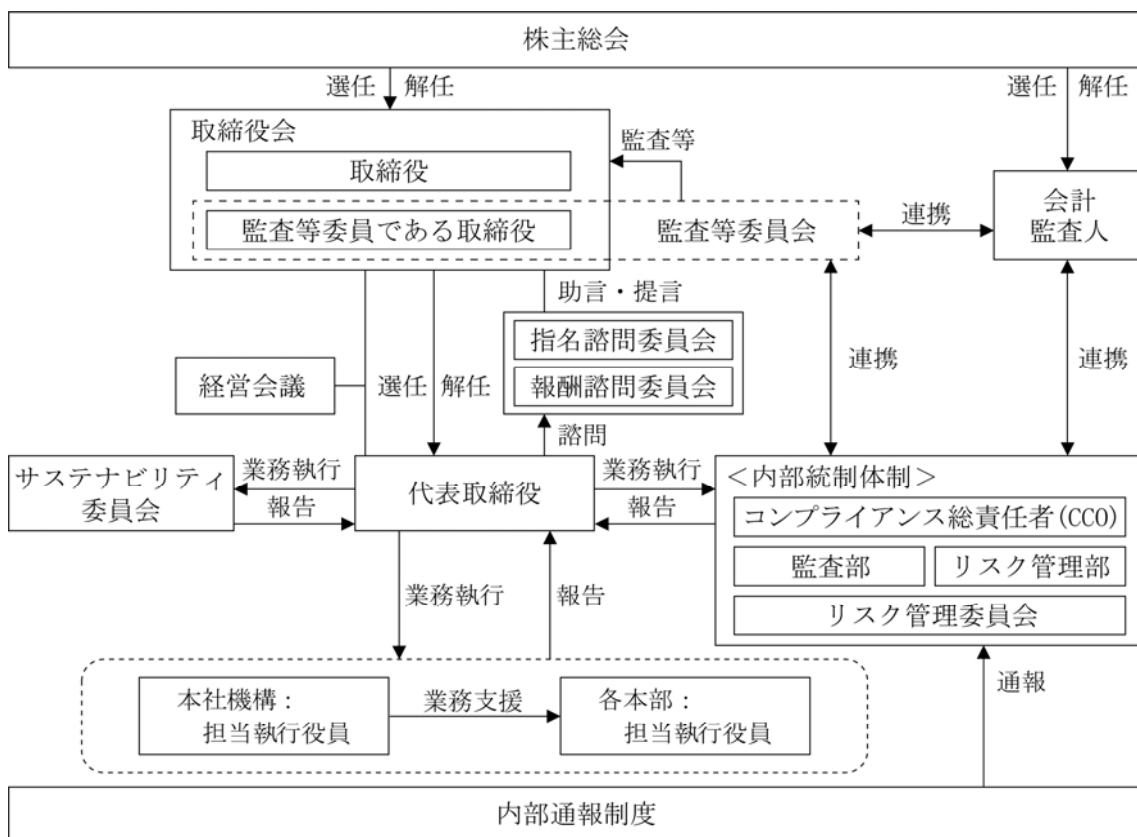 株主総会
選任
解任
選任
解任
取締役会
監査等
取締役
会計
監査人
監査等委員である取締役
監査等委員会
連携
助言・提言
指名諮問委員会
経営会議
選任
解任
報酬諮問委員会
連携
連携
諮問
サステナビリティ
委員会
業務執行
報告
代表取締役
業務執行
報告
<内部統制体制>
コンプライアンス総責任者(CCO)
監査部
リスク管理部
リスク管理委員会
業務執行
報告
通報
本社機構:
担当執行役員
業務支援
各本部:
担当執行役員
内部通報制度